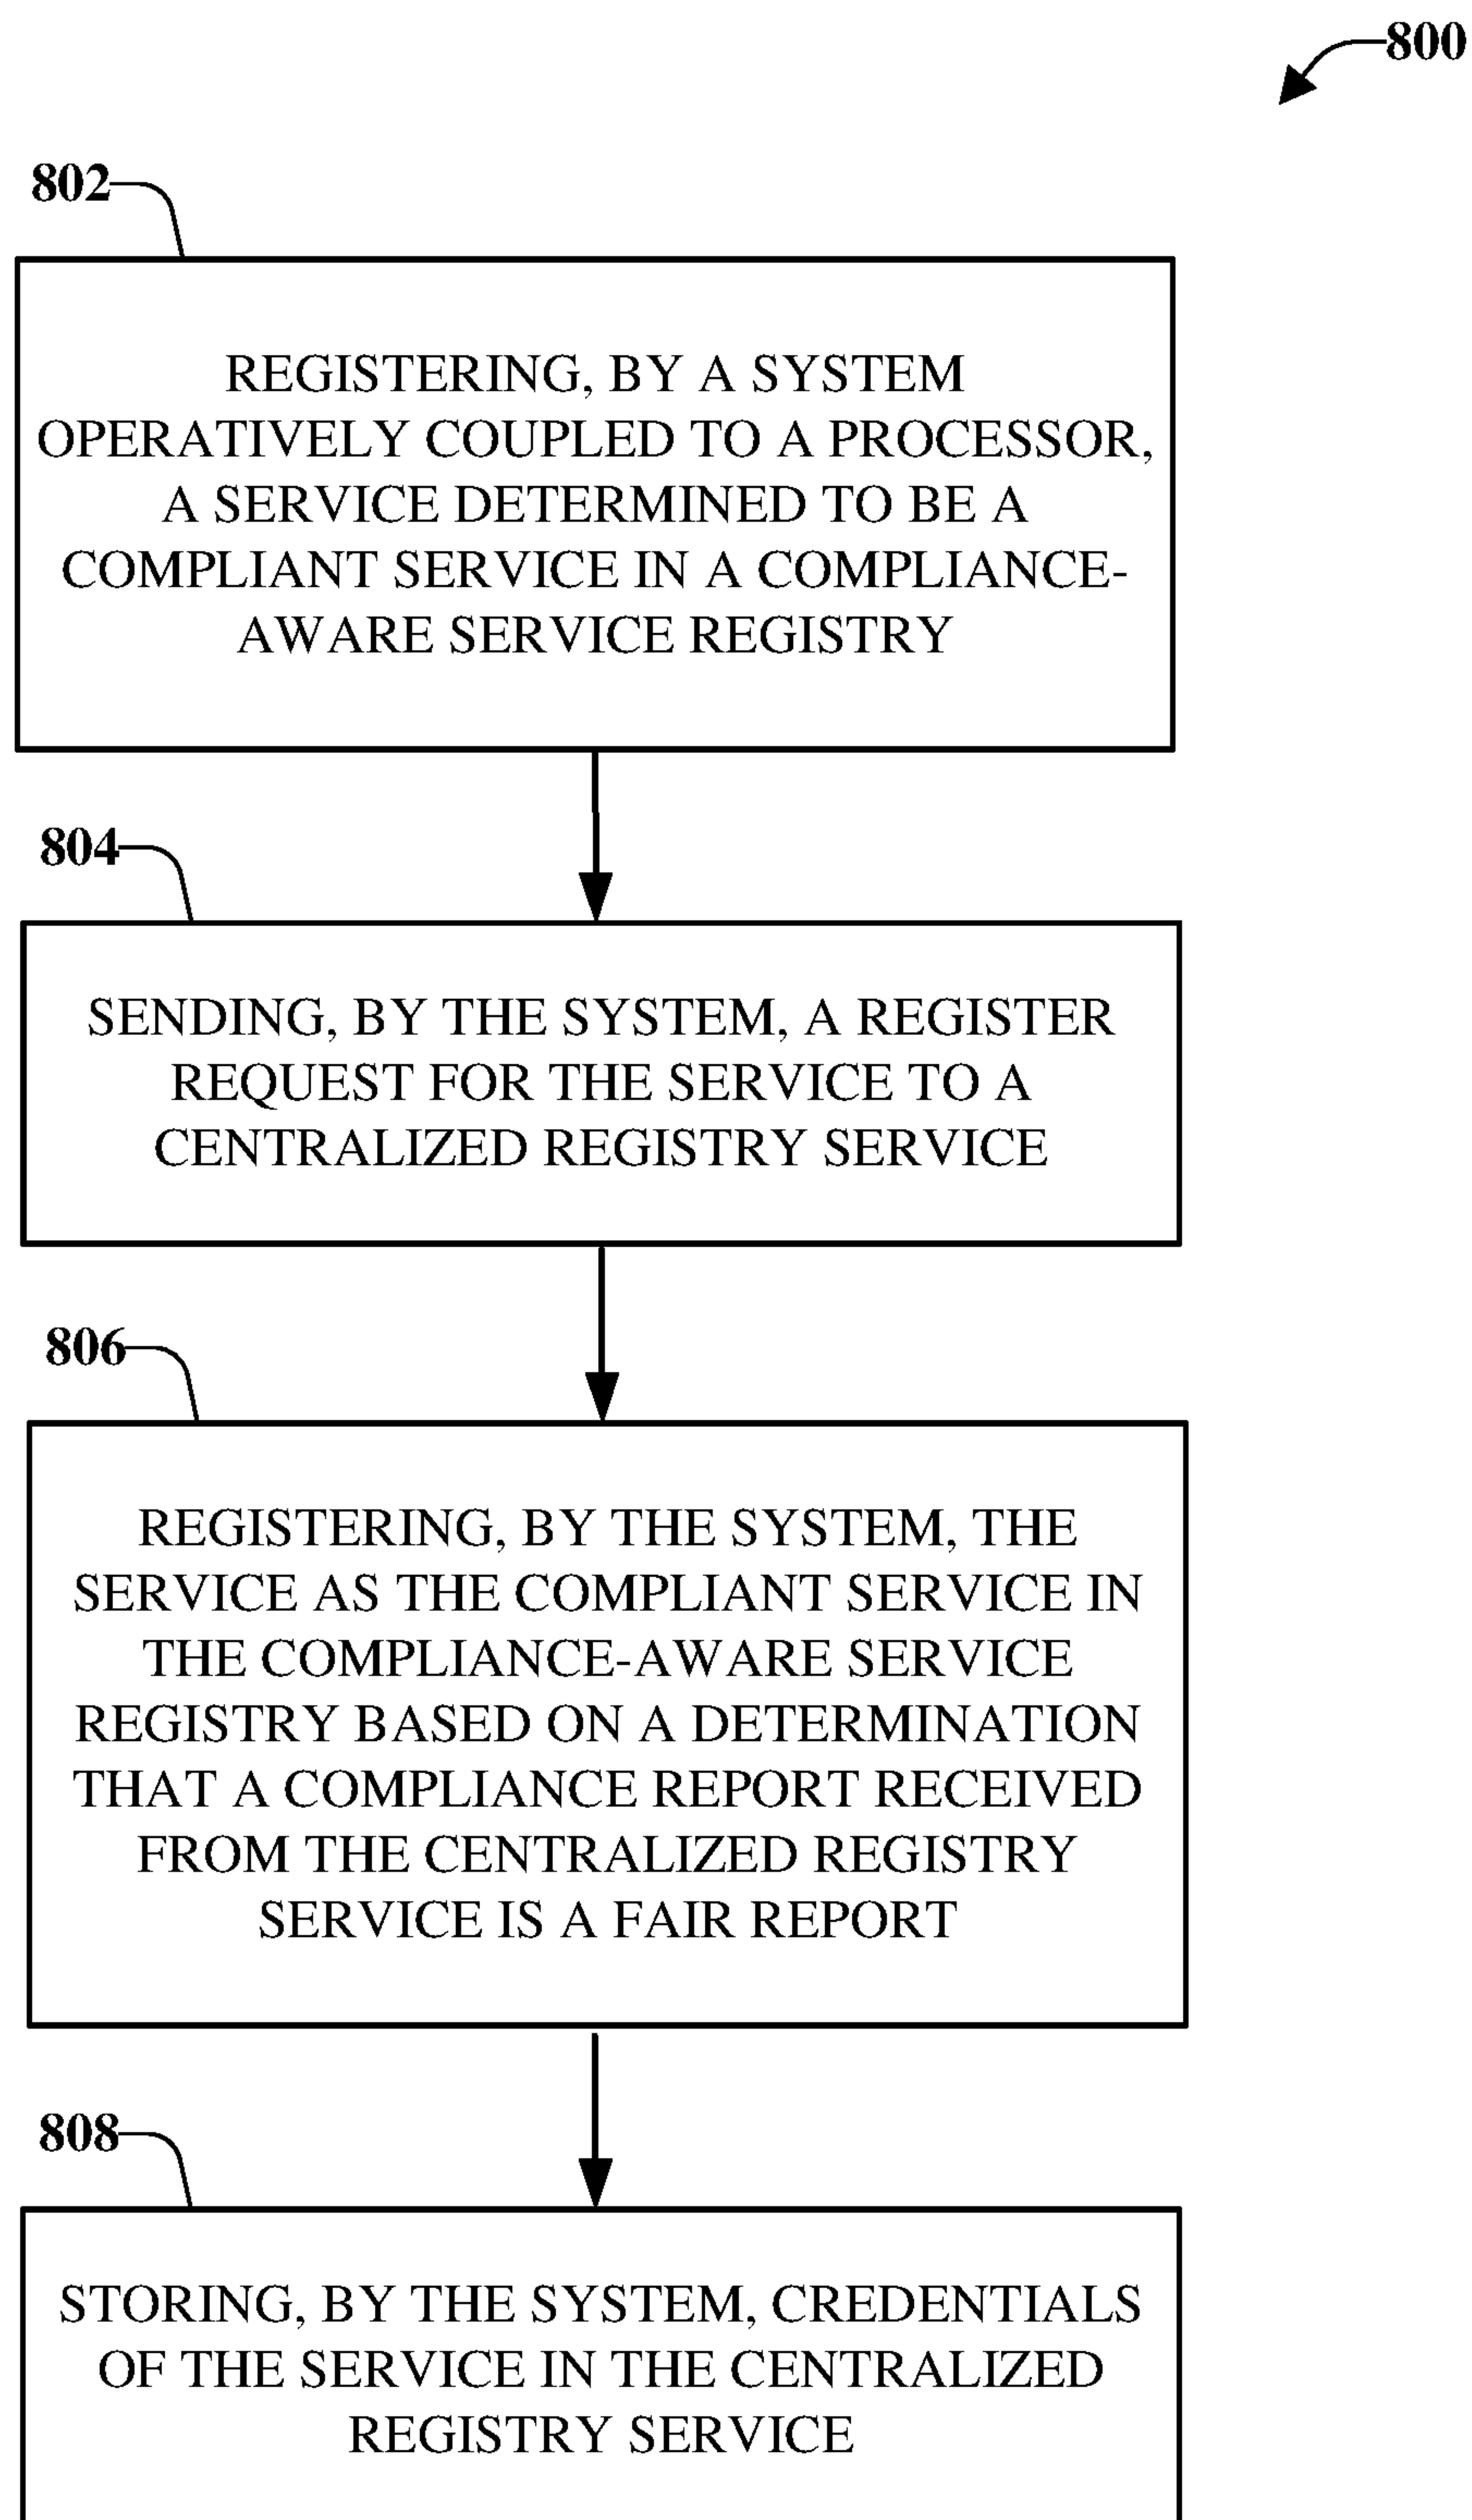 800
802
REGISTERING, BY A SYSTEM
OPERATIVELY COUPLED TO A PROCESSOR,
A SERVICE DETERMINED TO BE A
COMPLIANT SERVICE IN A COMPLIANCE-
AWARE SERVICE REGISTRY
804
SENDING, BY THE SYSTEM, A REGISTER
REQUEST FOR THE SERVICE TO A
CENTRALIZED REGISTRY SERVICE
806
REGISTERING, BY THE SYSTEM, THE
SERVICE AS THE COMPLIANT SERVICE IN
THE COMPLIANCE-AWARE SERVICE
REGISTRY BASED ON A DETERMINATION
THAT A COMPLIANCE REPORT RECEIVED
FROM THE CENTRALIZED REGISTRY
SERVICE IS A FAIR REPORT
808
STORING, BY THE SYSTEM, CREDENTIALS
OF THE SERVICE IN THE CENTRALIZED
REGISTRY SERVICE